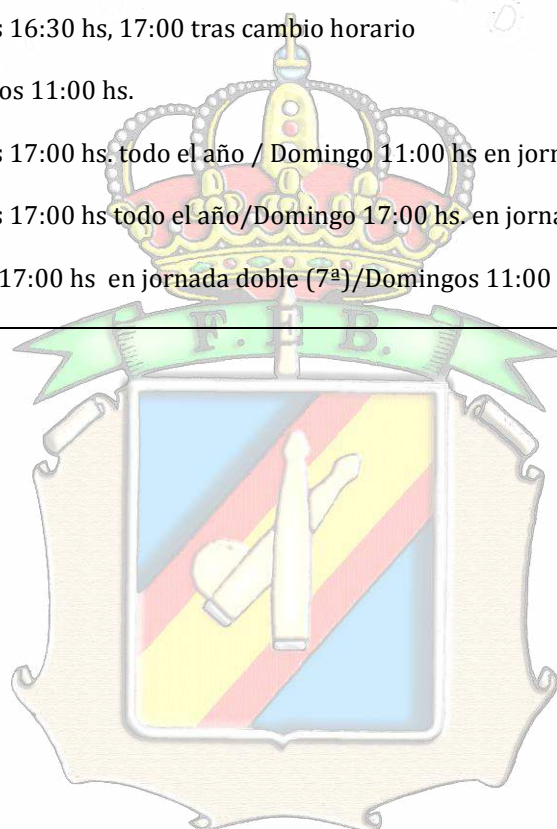 s 16:30 hs, 17:00 tras cambio horario
os 11:00 hs.
s 17:00 hs. todo el año / Domingo 11:00 hs en jorn
s 17:00 hs todo el año/Domingo 17:00 hs. en jorna
17:00 hs en jornada doble (7ª)/Domingos 11:00
F. E B.